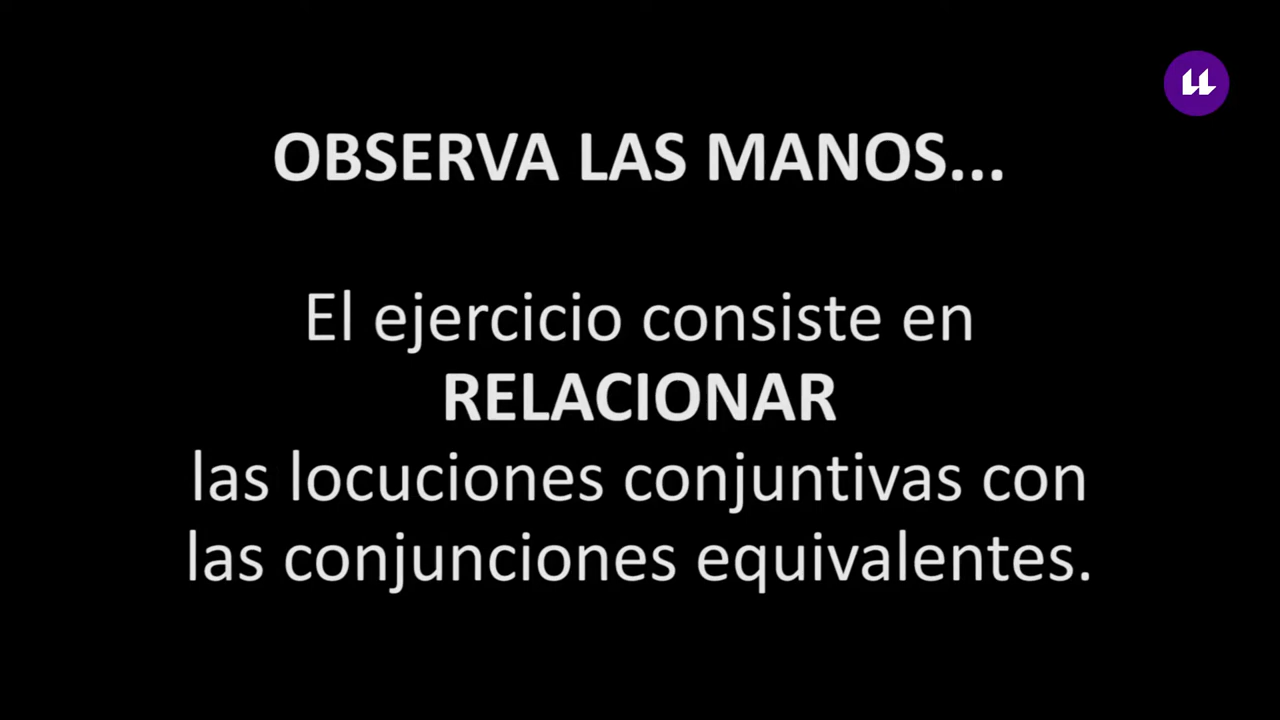 OBSERVA LAS MANOS...
El ejercicio consiste en
RELACIONAR
las locuciones conjuntivas con
las conjunciones equivalentes.